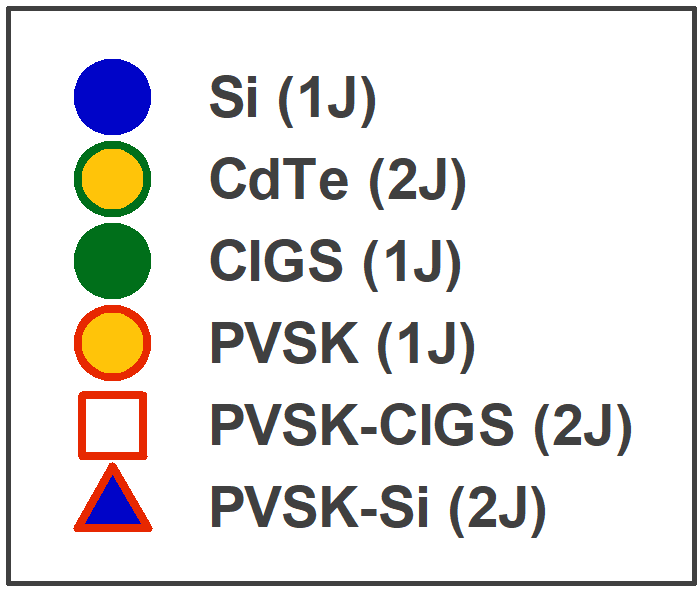 Si (1J)
CdTe (2J)
CIGS (1J)
PVSK (1J)
PVSK-CIGS (2J)
PVSK-Si (2J)